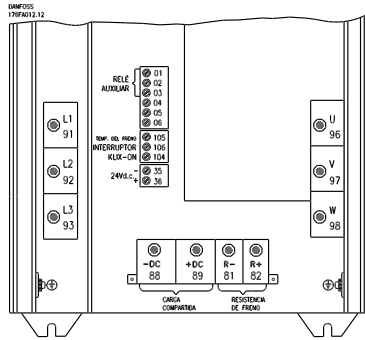 DANFOSS
176FA012.12
RELÉ
AUXILIAR
01
02
03
04
05
06
TEMP. DEL FRENO 105
INTERRUPTOR 106
KLIX-ON 104
24Vd.c. - 35
+ 36
L1
91
L2
92
L3
93
U
96
V
97
W
98
-DC
88
+DC
89
R-
81
R+
82
CARGA
COMPARTIDA
RESISTENCIA
DE FRENO